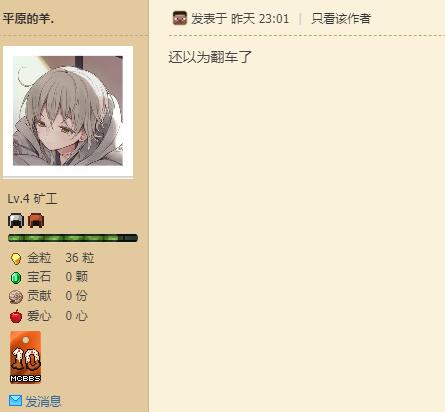 平原的羊.
发表于 昨天 23:01 | 只看该作者
还以为翻车了
Lv.4 矿工
金粒 36 粒
宝石 0 颗
贡献 0 份
爱心 0 心
10
MCBBS
发消息